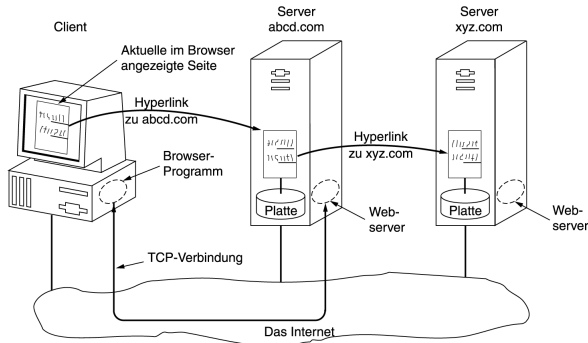 Client
Server
abcd.com
Server
xyz.com
Aktuelle im Browser
angezeigte Seite
Hyperlink
zu abcd.com
Hyperlink
zu xyz.com
Browser-
Programm
Platte
Web-
server
Platte
Web-
server
TCP-Verbindung
Das Internet